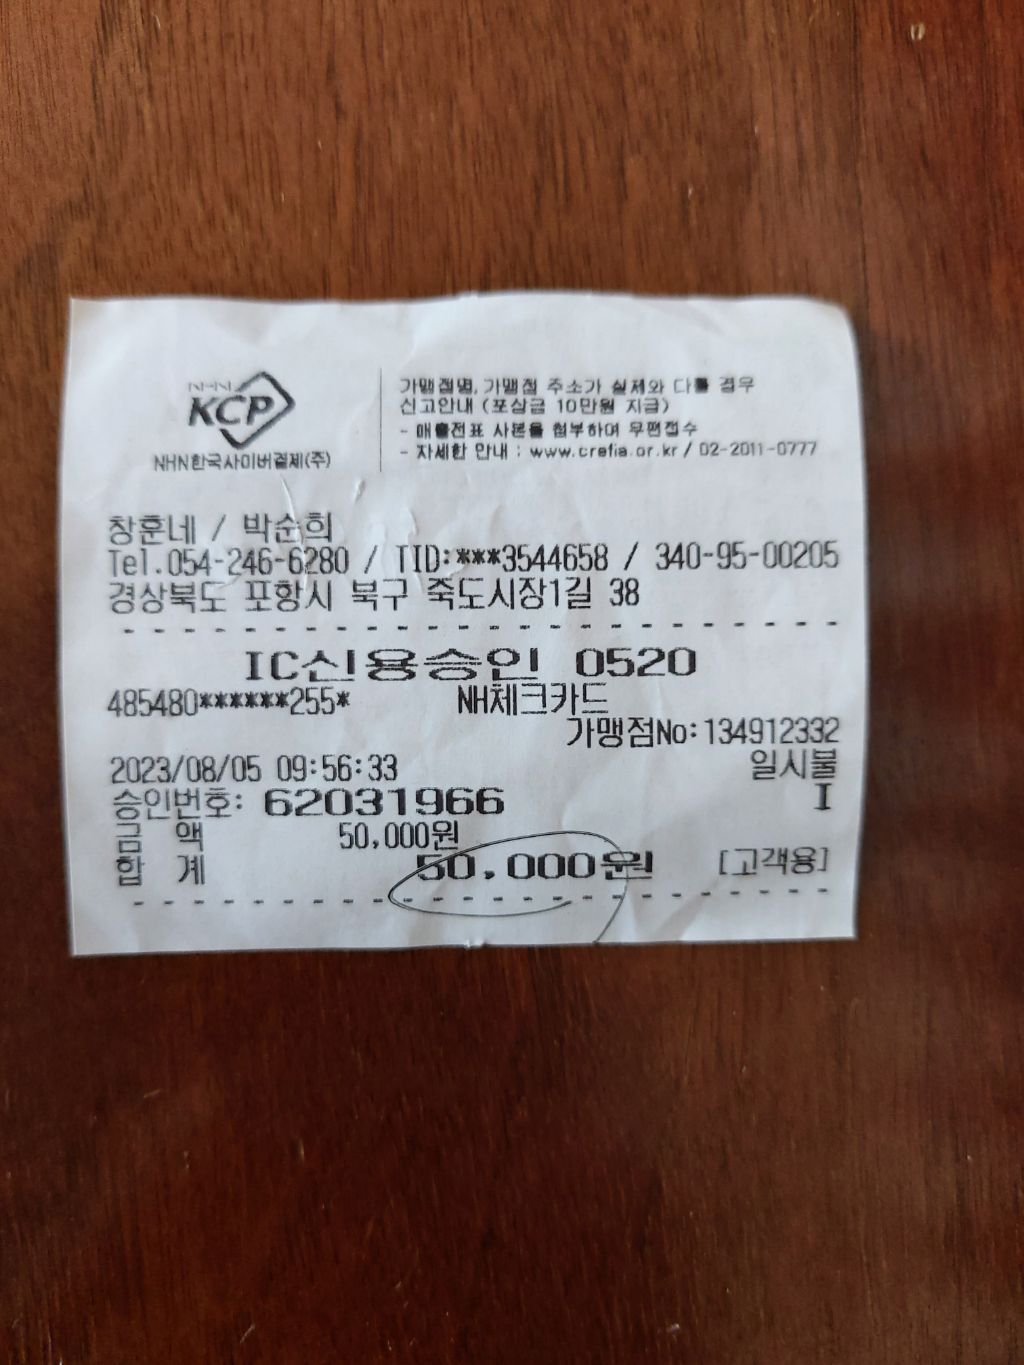 NHN
KCP
NHN한국사이버결제(주)
가맹점명, 가맹점 주소가 실제와 다를 경우
신고안내 (포상금 10만원 지급)
- 매출전표 사본을 첨부하여 우편접수
- 자세한 안내 : www.crefia.or.kr / 02-2011-0777
창훈네 / 박순희
Tel.054-246-6280 / TID:***3544658 / 340-95-00205
경상북도 포항시 북구 죽도시장1길 38
IC신용승인 0520
485480******255* NH체크카드
가맹점No:134912332
2023/08/05 09:56:33 일시불
승인번호: 62031966 I
금 액 50,000원
합 계 50,000원 [고객용]